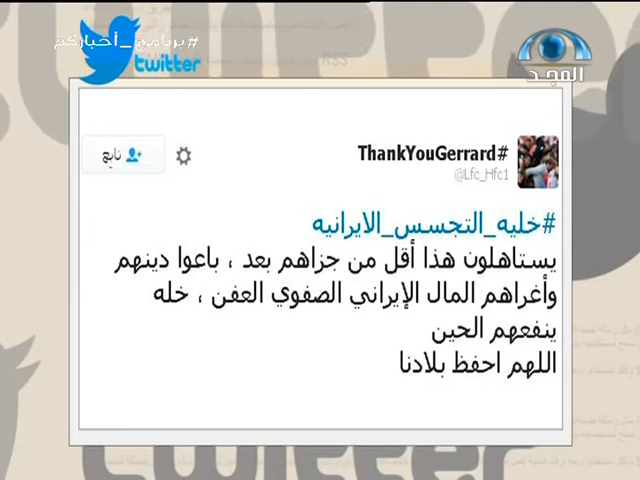 #برنامج_أخباركم
twitter
المجد
تابع
#ThankYouGerrard
@Lfc_Hfc1
#خليه_التجسس_الايرانيه
يستاهلون هذا أقل من جزاهم بعد ، باعوا دينهم
وأغراهم المال الإيراني الصفوي العفن ، خله
ينفعهم الحين
اللهم احفظ بلادنا
twitter